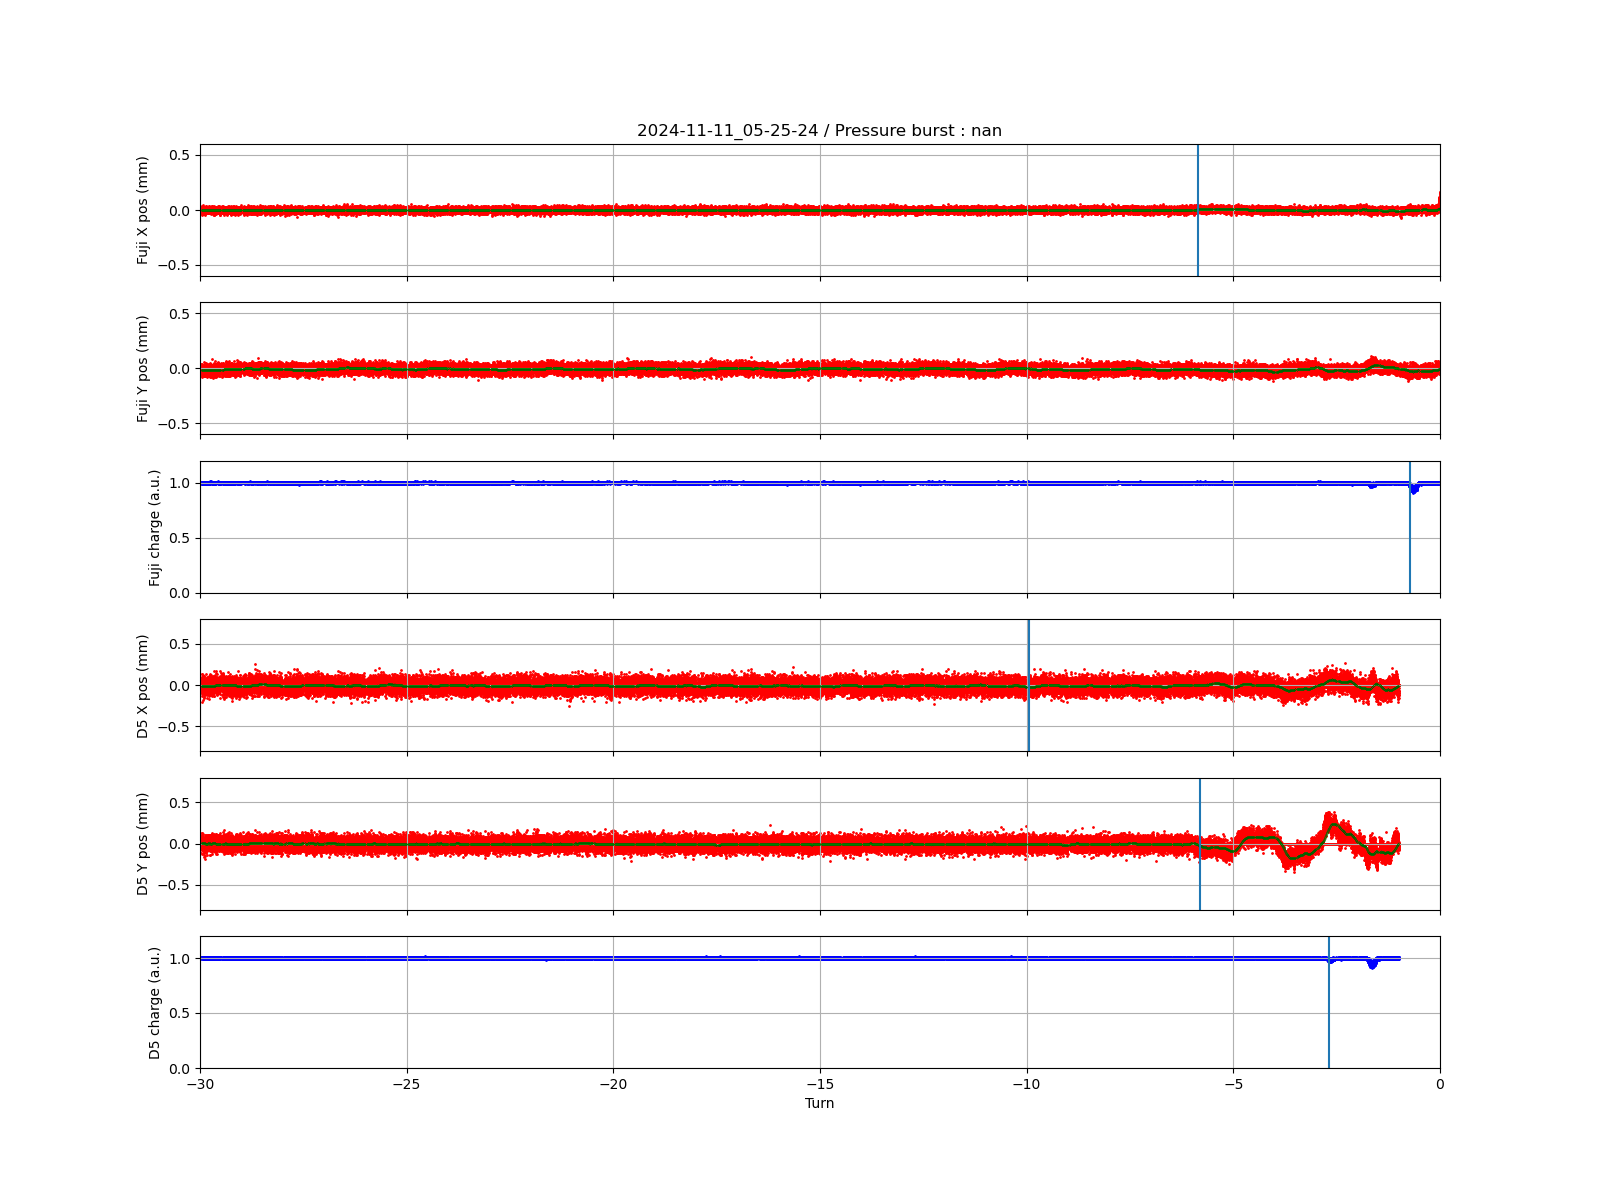 2024-11-11_05-25-24 / Pressure burst : nan
Fuji X pos (mm)
0.5
0.0
−0.5
Fuji Y pos (mm)
0.5
0.0
−0.5
Fuji charge (a.u.)
1.0
0.5
0.0
D5 X pos (mm)
0.5
0.0
−0.5
D5 Y pos (mm)
0.5
0.0
−0.5
D5 charge (a.u.)
1.0
0.5
0.0
−30 −25 −20 −15 −10 −5 0
Turn